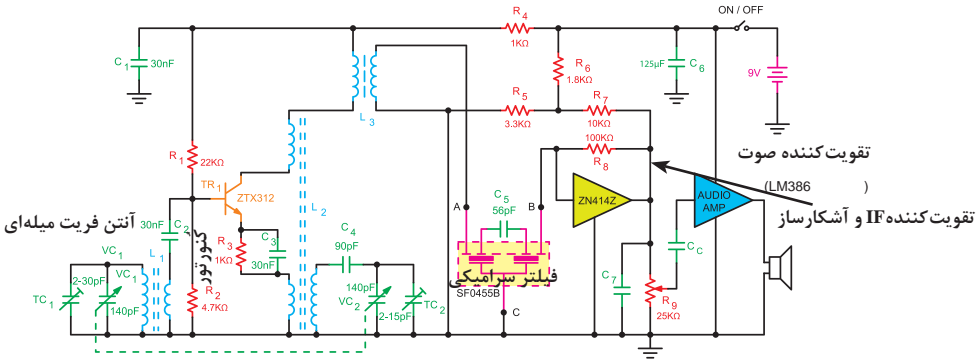 ON / OFF
R4
1KΩ
C1 30nF
R6
1.8KΩ
125µF C6
9V
L3
R5
3.3KΩ
R7
10KΩ
100KΩ
R8
R1
22KΩ
TR1
ZTX312
L2
ZN414Z
AUDIO
AMP
تقویت‌کننده صوت
(LM386 )
تقویت‌کننده IF و آشکارساز
آنتن فریت میله‌ای
کنورتور
30nF
C2
A
C5
56pF
B
فیلتر سرامیکی
SF0455B
C
C4
90pF
R3
1KΩ
C3
30nF
L1
VC1
VC1
2-30pF
TC1
140pF
R2
4.7KΩ
140pF
VC2
TC2
2-15pF
C7
CC
R9
25KΩ